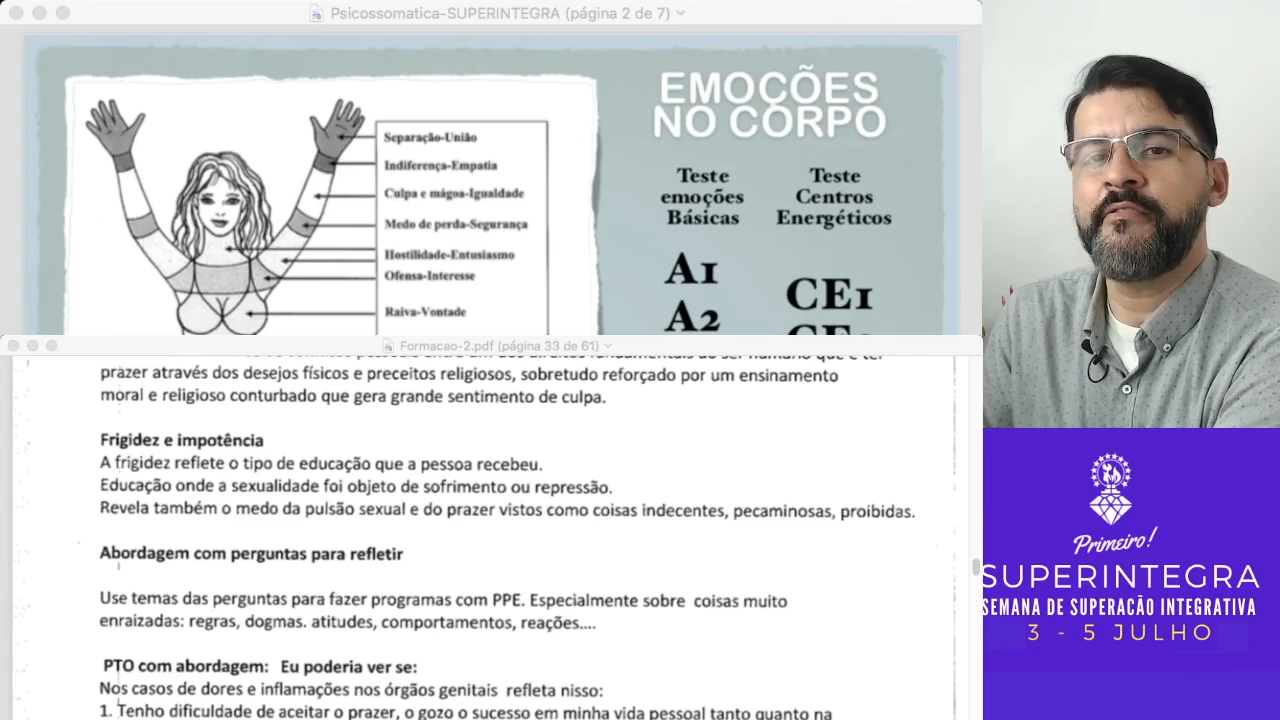 Psicossomatica-SUPERINTEGRA (página 2 de 7)
EMOÇÕES
NO CORPO
Separação-União
Indiferença-Empatia
Culpa e mágoa-Igualdade
Medo de perda-Segurança
Hostilidade-Entusiasmo
Ofensa-Interesse
Raiva-Vontade
Teste
emoções
Básicas
A1
A2
Teste
Centros
Energéticos
CE1
Formacao-2.pdf (página 33 de 61)
prazer através dos desejos físicos e preceitos religiosos, sobretudo reforçado por um ensinamento
moral e religioso conturbado que gera grande sentimento de culpa.
Frigidez e impotência
A frigidez reflete o tipo de educação que a pessoa recebeu.
Educação onde a sexualidade foi objeto de sofrimento ou repressão.
Revela também o medo da pulsão sexual e do prazer vistos como coisas indecentes, pecaminosas, proibidas.
Abordagem com perguntas para refletir
Use temas das perguntas para fazer programas com PPE. Especialmente sobre coisas muito
enraizadas: regras, dogmas. atitudes, comportamentos, reações....
PTO com abordagem: Eu poderia ver se:
Nos casos de dores e inflamações nos órgãos genitais reflita nisso:
1. Tenho dificuldade de aceitar o prazer, o gozo o sucesso em minha vida pessoal tanto quanto na
Primeiro!
SUPERINTEGRA
SEMANA DE SUPERACÃO INTEGRATIVA
3 - 5 JULHO